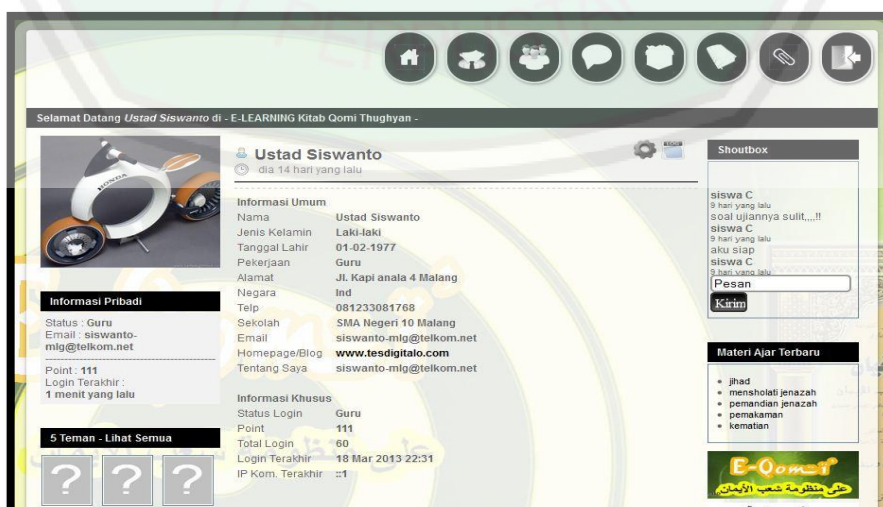 Selamat Datang Ustad Siswanto di - E-LEARNING Kitab Qomi Thughyan -
HONDA
Ustad Siswanto
dia 14 hari yang lalu
Informasi Umum
Nama Ustad Siswanto
Jenis Kelamin Laki-laki
Tanggal Lahir 01-02-1977
Pekerjaan Guru
Alamat Jl. Kapi anala 4 Malang
Negara Ind
Telp 081233081768
Sekolah SMA Negeri 10 Malang
Email siswanto-mlg@telkom.net
Homepage/Blog www.tesdigitalo.com
Tentang Saya siswanto-mlg@telkom.net
Informasi Khusus
Status Login Guru
Point 111
Total Login 60
Login Terakhir 18 Mar 2013 22:31
IP Kom. Terakhir ::1
Informasi Pribadi
Status : Guru
Email : siswanto-
mlg@telkom.net
Point : 111
Login Terakhir :
1 menit yang lalu
5 Teman - Lihat Semua
? ? ?
Shoutbox
siswa C
9 hari yang lalu
soal ujiannya sulit,,,,!!
siswa C
9 hari yang lalu
aku siap
siswa C
9 hari yang lalu
Pesan
Kirim
Materi Ajar Terbaru
jihad
mensholati jenazah
pemandian jenazah
pemakaman
kematian
E-Qomi
على منظومة شعب الأيمان